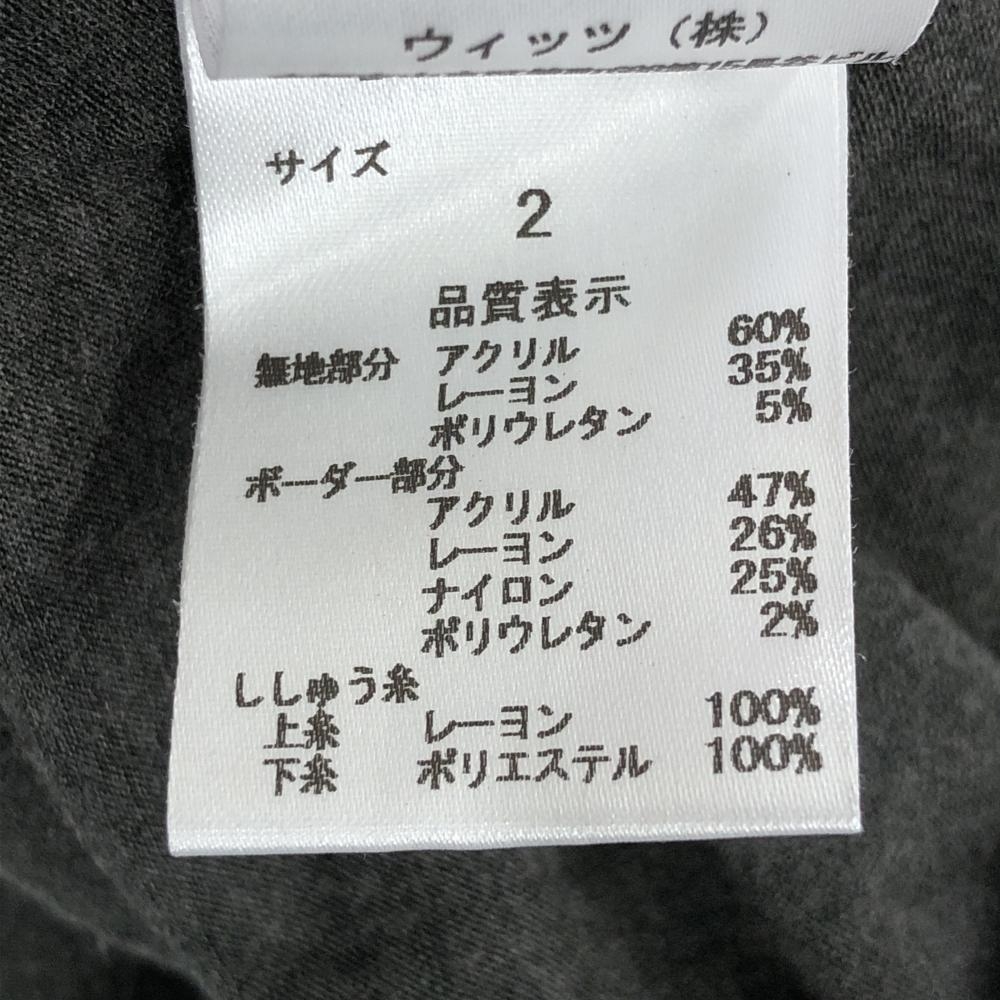 ウィッツ（株）
サイズ
2
品質表示
無地部分 アクリル 60%
レーヨン 35%
ポリウレタン 5%
ボーダー部分
アクリル 47%
レーヨン 26%
ナイロン 25%
ポリウレタン 2%
ししゅう糸
上糸 レーヨン 100%
下糸 ポリエステル 100%